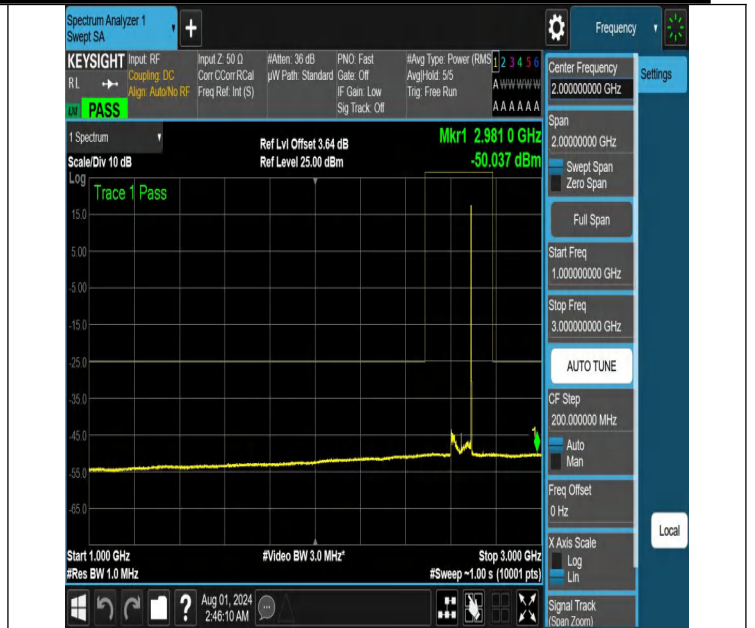 Spectrum Analyzer 1
Swept SA
+
Frequency
KEYSIGHT
RL
PASS
Input: RF
Coupling: DC
Align: Auto/No RF
Input Z: 50 Ω
Corr CCorr RCal
Freq Ref: Int (S)
#Atten: 36 dB
µW Path: Standard
PNO: Fast
Gate: Off
IF Gain: Low
Sig Track: Off
#Avg Type: Power (RMS
Avg|Hold: 5/5
Trig: Free Run
1 2 3 4 5 6
A W W W W W
A A A A A A
1 Spectrum
Scale/Div 10 dB
Ref Lvl Offset 3.64 dB
Ref Level 25.00 dBm
Mkr1 2.981 0 GHz
-50.037 dBm
Log
Trace 1 Pass
15.0
5.00
-5.00
-15.0
-25.0
-35.0
-45.0
-55.0
-65.0
1
Start 1.000 GHz
#Res BW 1.0 MHz
#Video BW 3.0 MHz*
Stop 3.000 GHz
#Sweep ~1.00 s (10001 pts)
Center Frequency
2.000000000 GHz
Settings
Span
2.00000000 GHz
Swept Span
Zero Span
Full Span
Start Freq
1.000000000 GHz
Stop Freq
3.000000000 GHz
AUTO TUNE
CF Step
200.000000 MHz
Auto
Man
Freq Offset
0 Hz
X Axis Scale
Log
Lin
Signal Track
(Span Zoom)
Local
?
Aug 01, 2024
2:46:10 AM